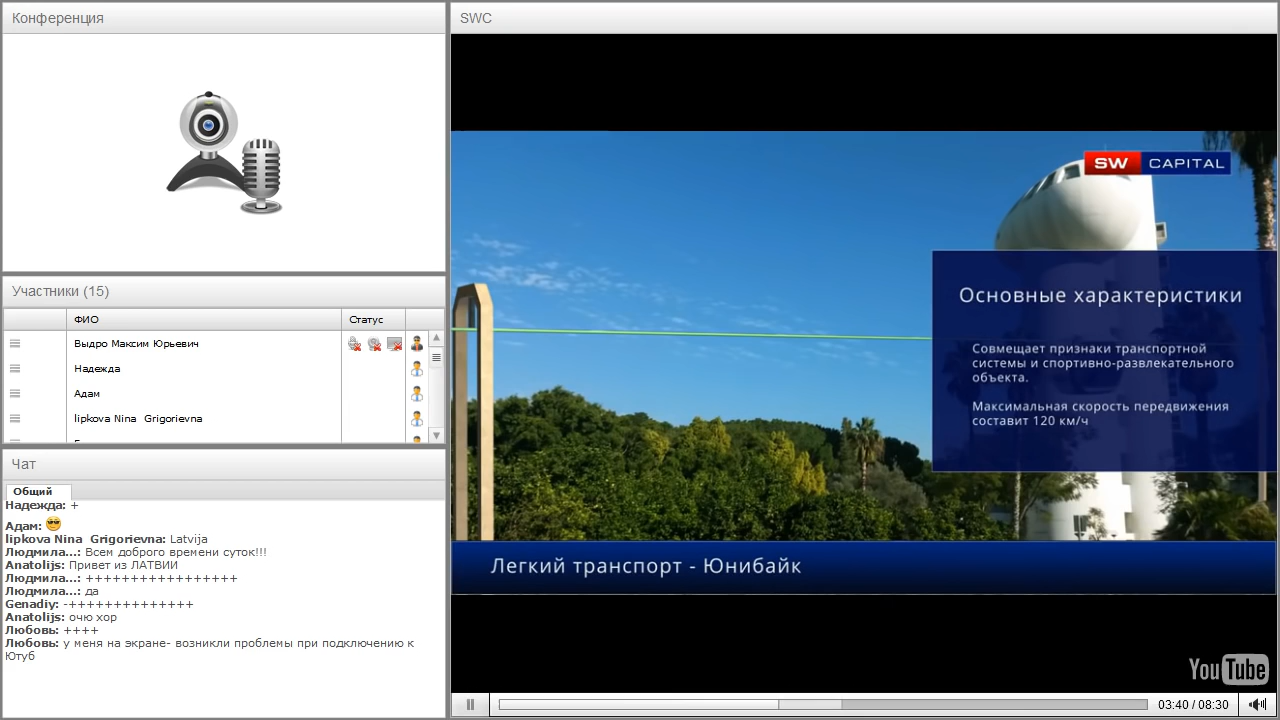 Конференция
Участники (15)
ФИО
Статус
Выдро Максим Юрьевич
Надежда
Адам
lipkova Nina Grigorievna
Чат
Общий
Надежда: +
Адам:
lipkova Nina Grigorievna: Latvija
Людмила...: Всем доброго времени суток!!!
Anatolijs: Привет из ЛАТВИИ
Людмила...: +++++++++++++++++
Людмила...: да
Genadiy: -++++++++++++++
Anatolijs: очю хор
Любовь: ++++
Любовь: у меня на экране- возникли проблемы при подключению к
Ютуб
SWC
SW CAPITAL
Основные характеристики
Совмещает признаки транспортной
системы и спортивно-развлекательного
объекта.
Максимальная скорость передвижения
составит 120 км/ч
Легкий транспорт - Юнибайк
YouTube
03:40 / 08:30